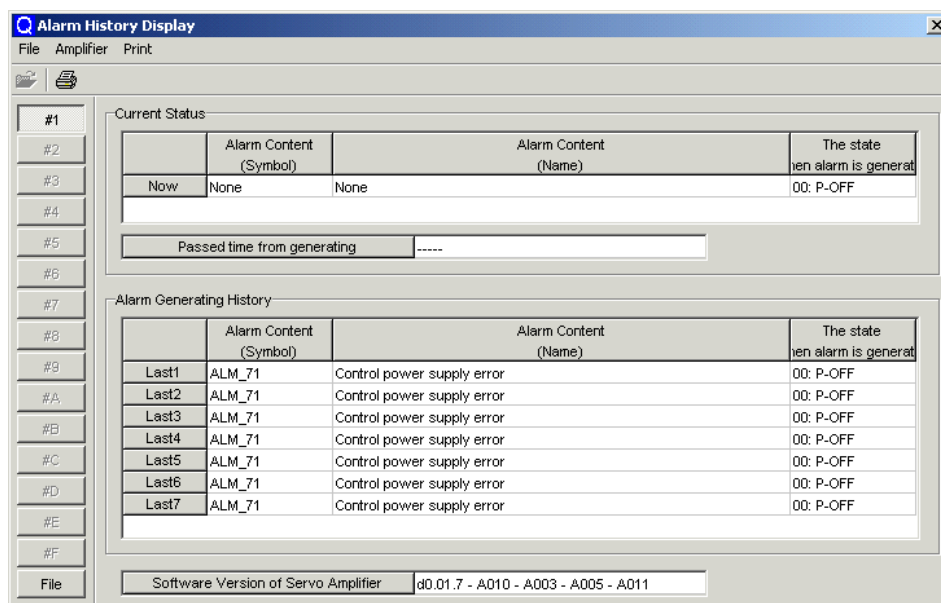 Q Alarm History Display
File Amplifier Print
#1
#2
#3
#4
#5
#6
#7
#8
#9
#A
#B
#C
#D
#E
#F
File
Current Status
Alarm Content (Symbol) Alarm Content (Name) The state hen alarm is generat
Now None None 00: P-OFF
Passed time from generating -----
Alarm Generating History
Alarm Content (Symbol) Alarm Content (Name) The state hen alarm is generat
Last1 ALM_71 Control power supply error 00: P-OFF
Last2 ALM_71 Control power supply error 00: P-OFF
Last3 ALM_71 Control power supply error 00: P-OFF
Last4 ALM_71 Control power supply error 00: P-OFF
Last5 ALM_71 Control power supply error 00: P-OFF
Last6 ALM_71 Control power supply error 00: P-OFF
Last7 ALM_71 Control power supply error 00: P-OFF
Software Version of Servo Amplifier d0.01.7 - A010 - A003 - A005 - A011